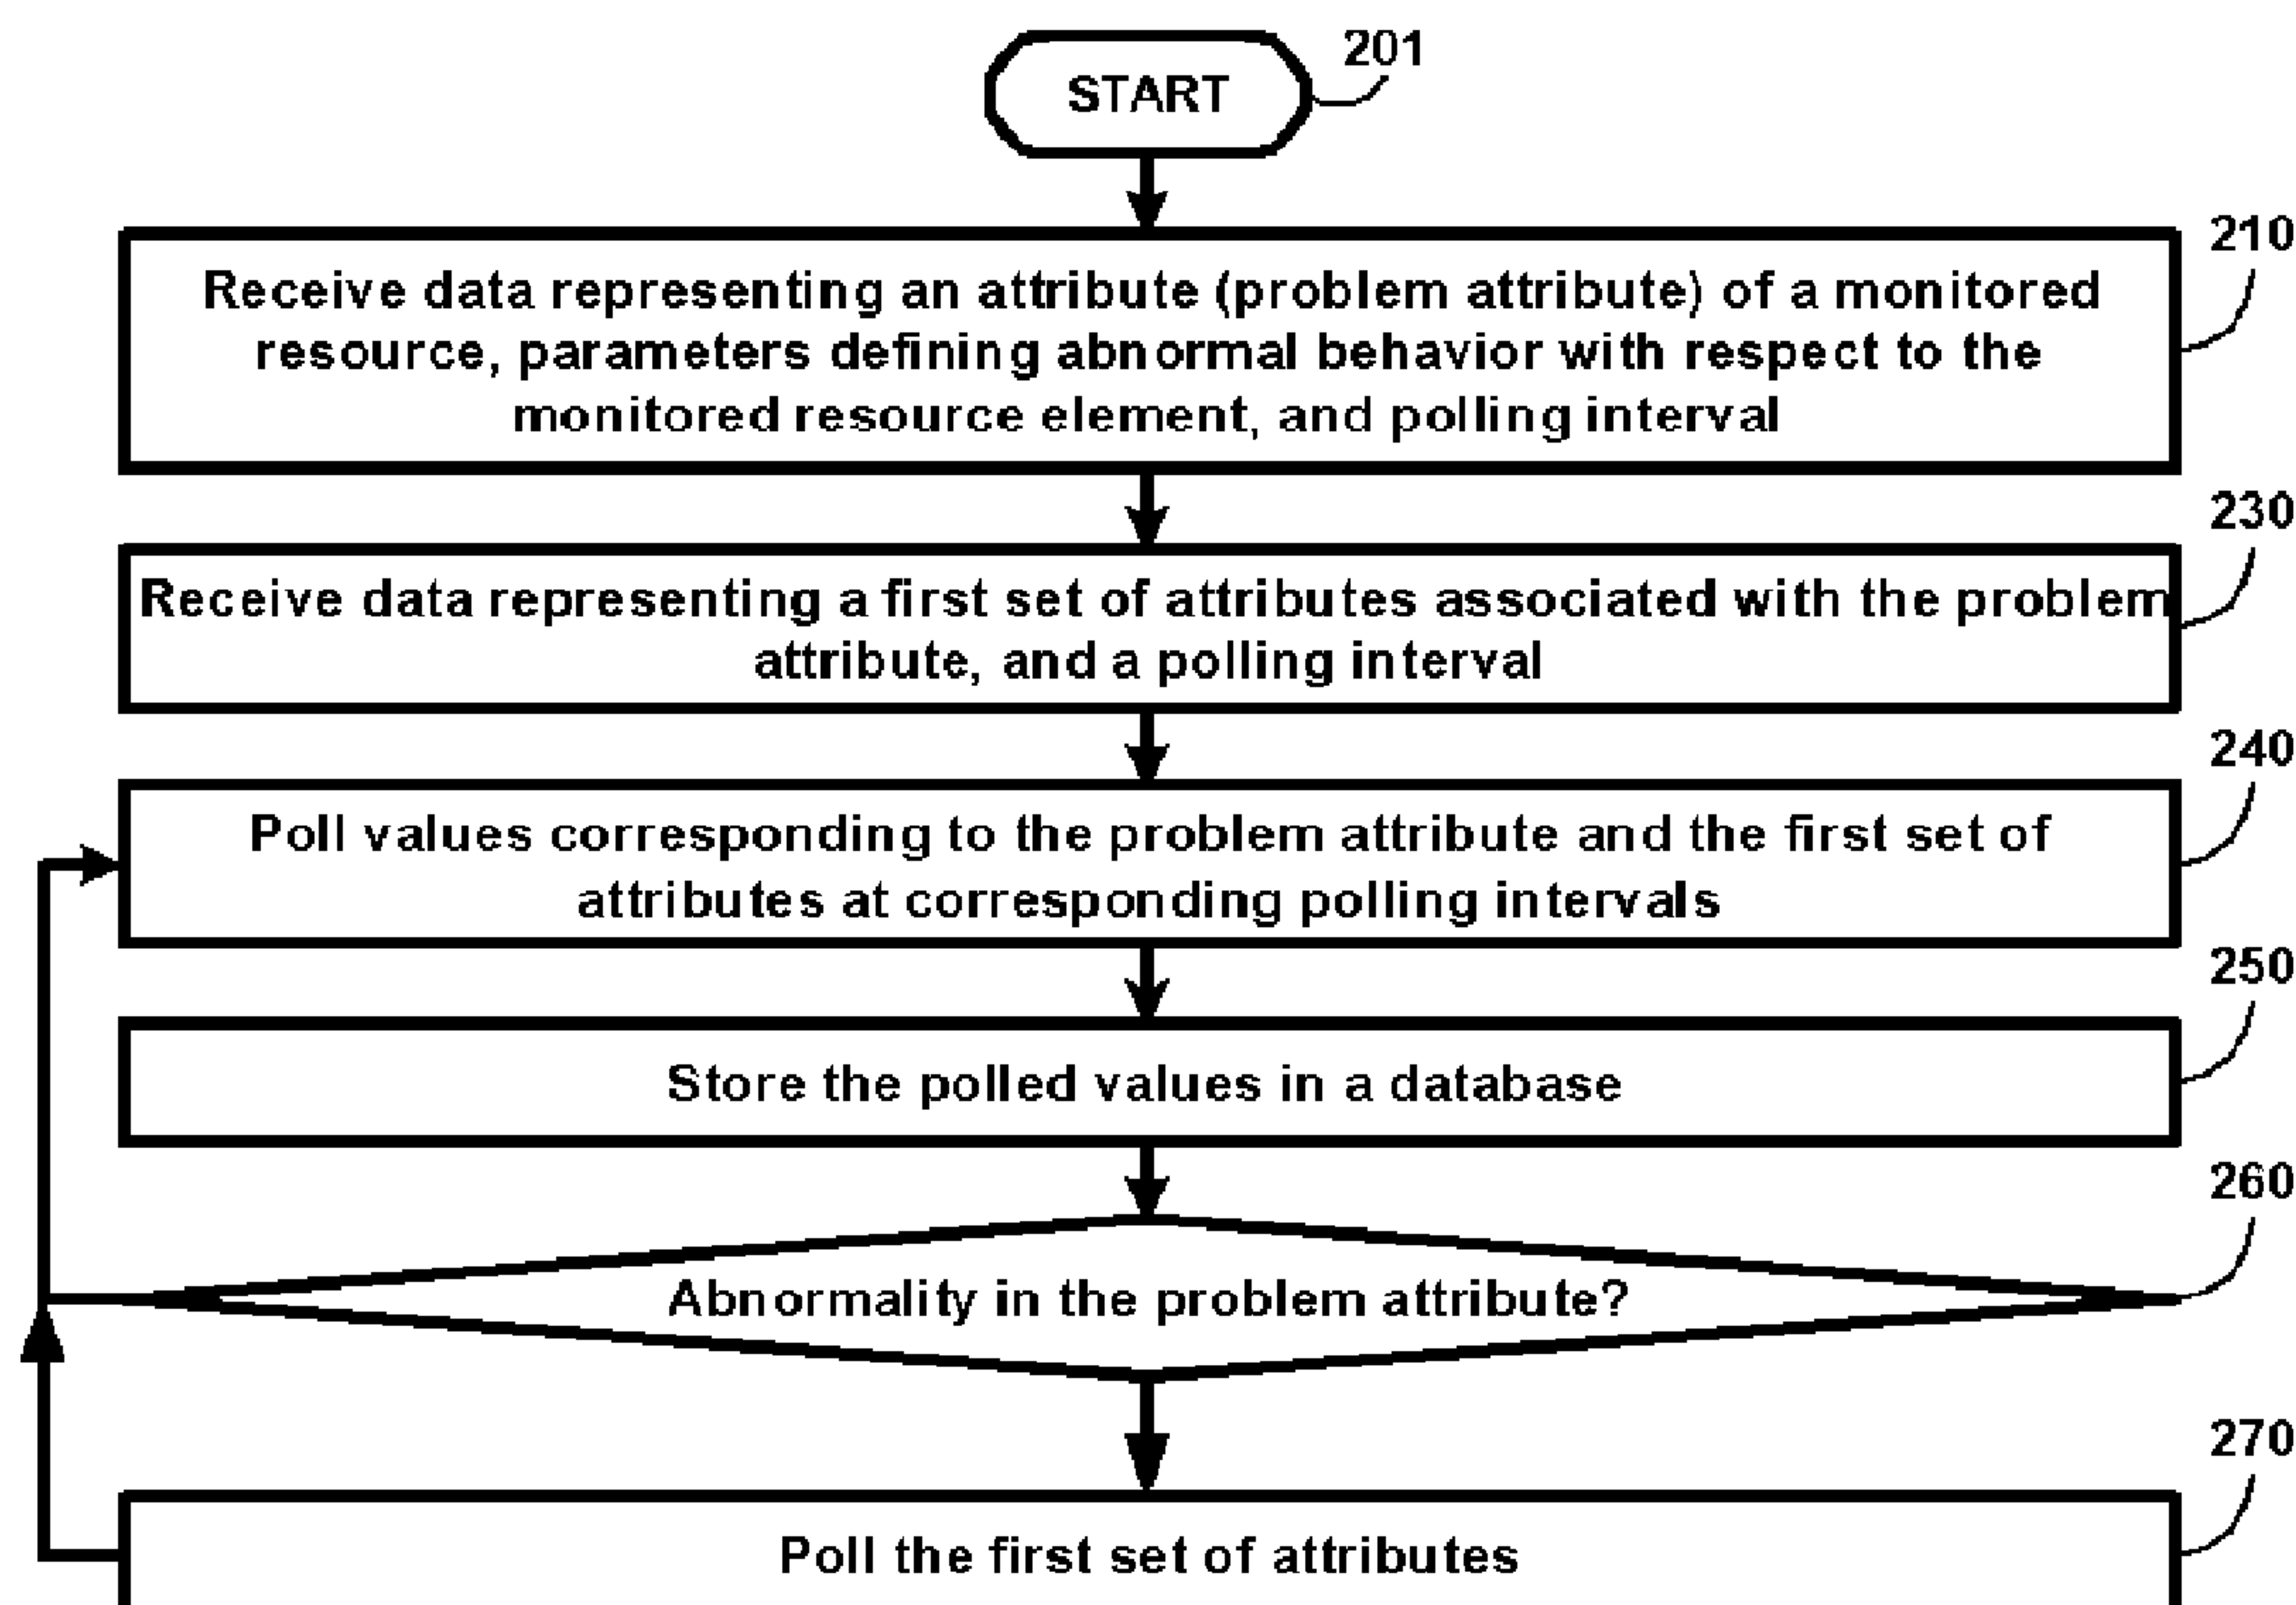 START
201
210
Receive data representing an attribute (problem attribute) of a monitored
resource, parameters defining abnormal behavior with respect to the
monitored resource element, and polling interval
230
Receive data representing a first set of attributes associated with the problem
attribute, and a polling interval
240
Poll values corresponding to the problem attribute and the first set of
attributes at corresponding polling intervals
250
Store the polled values in a database
260
Abnormality in the problem attribute?
270
Poll the first set of attributes